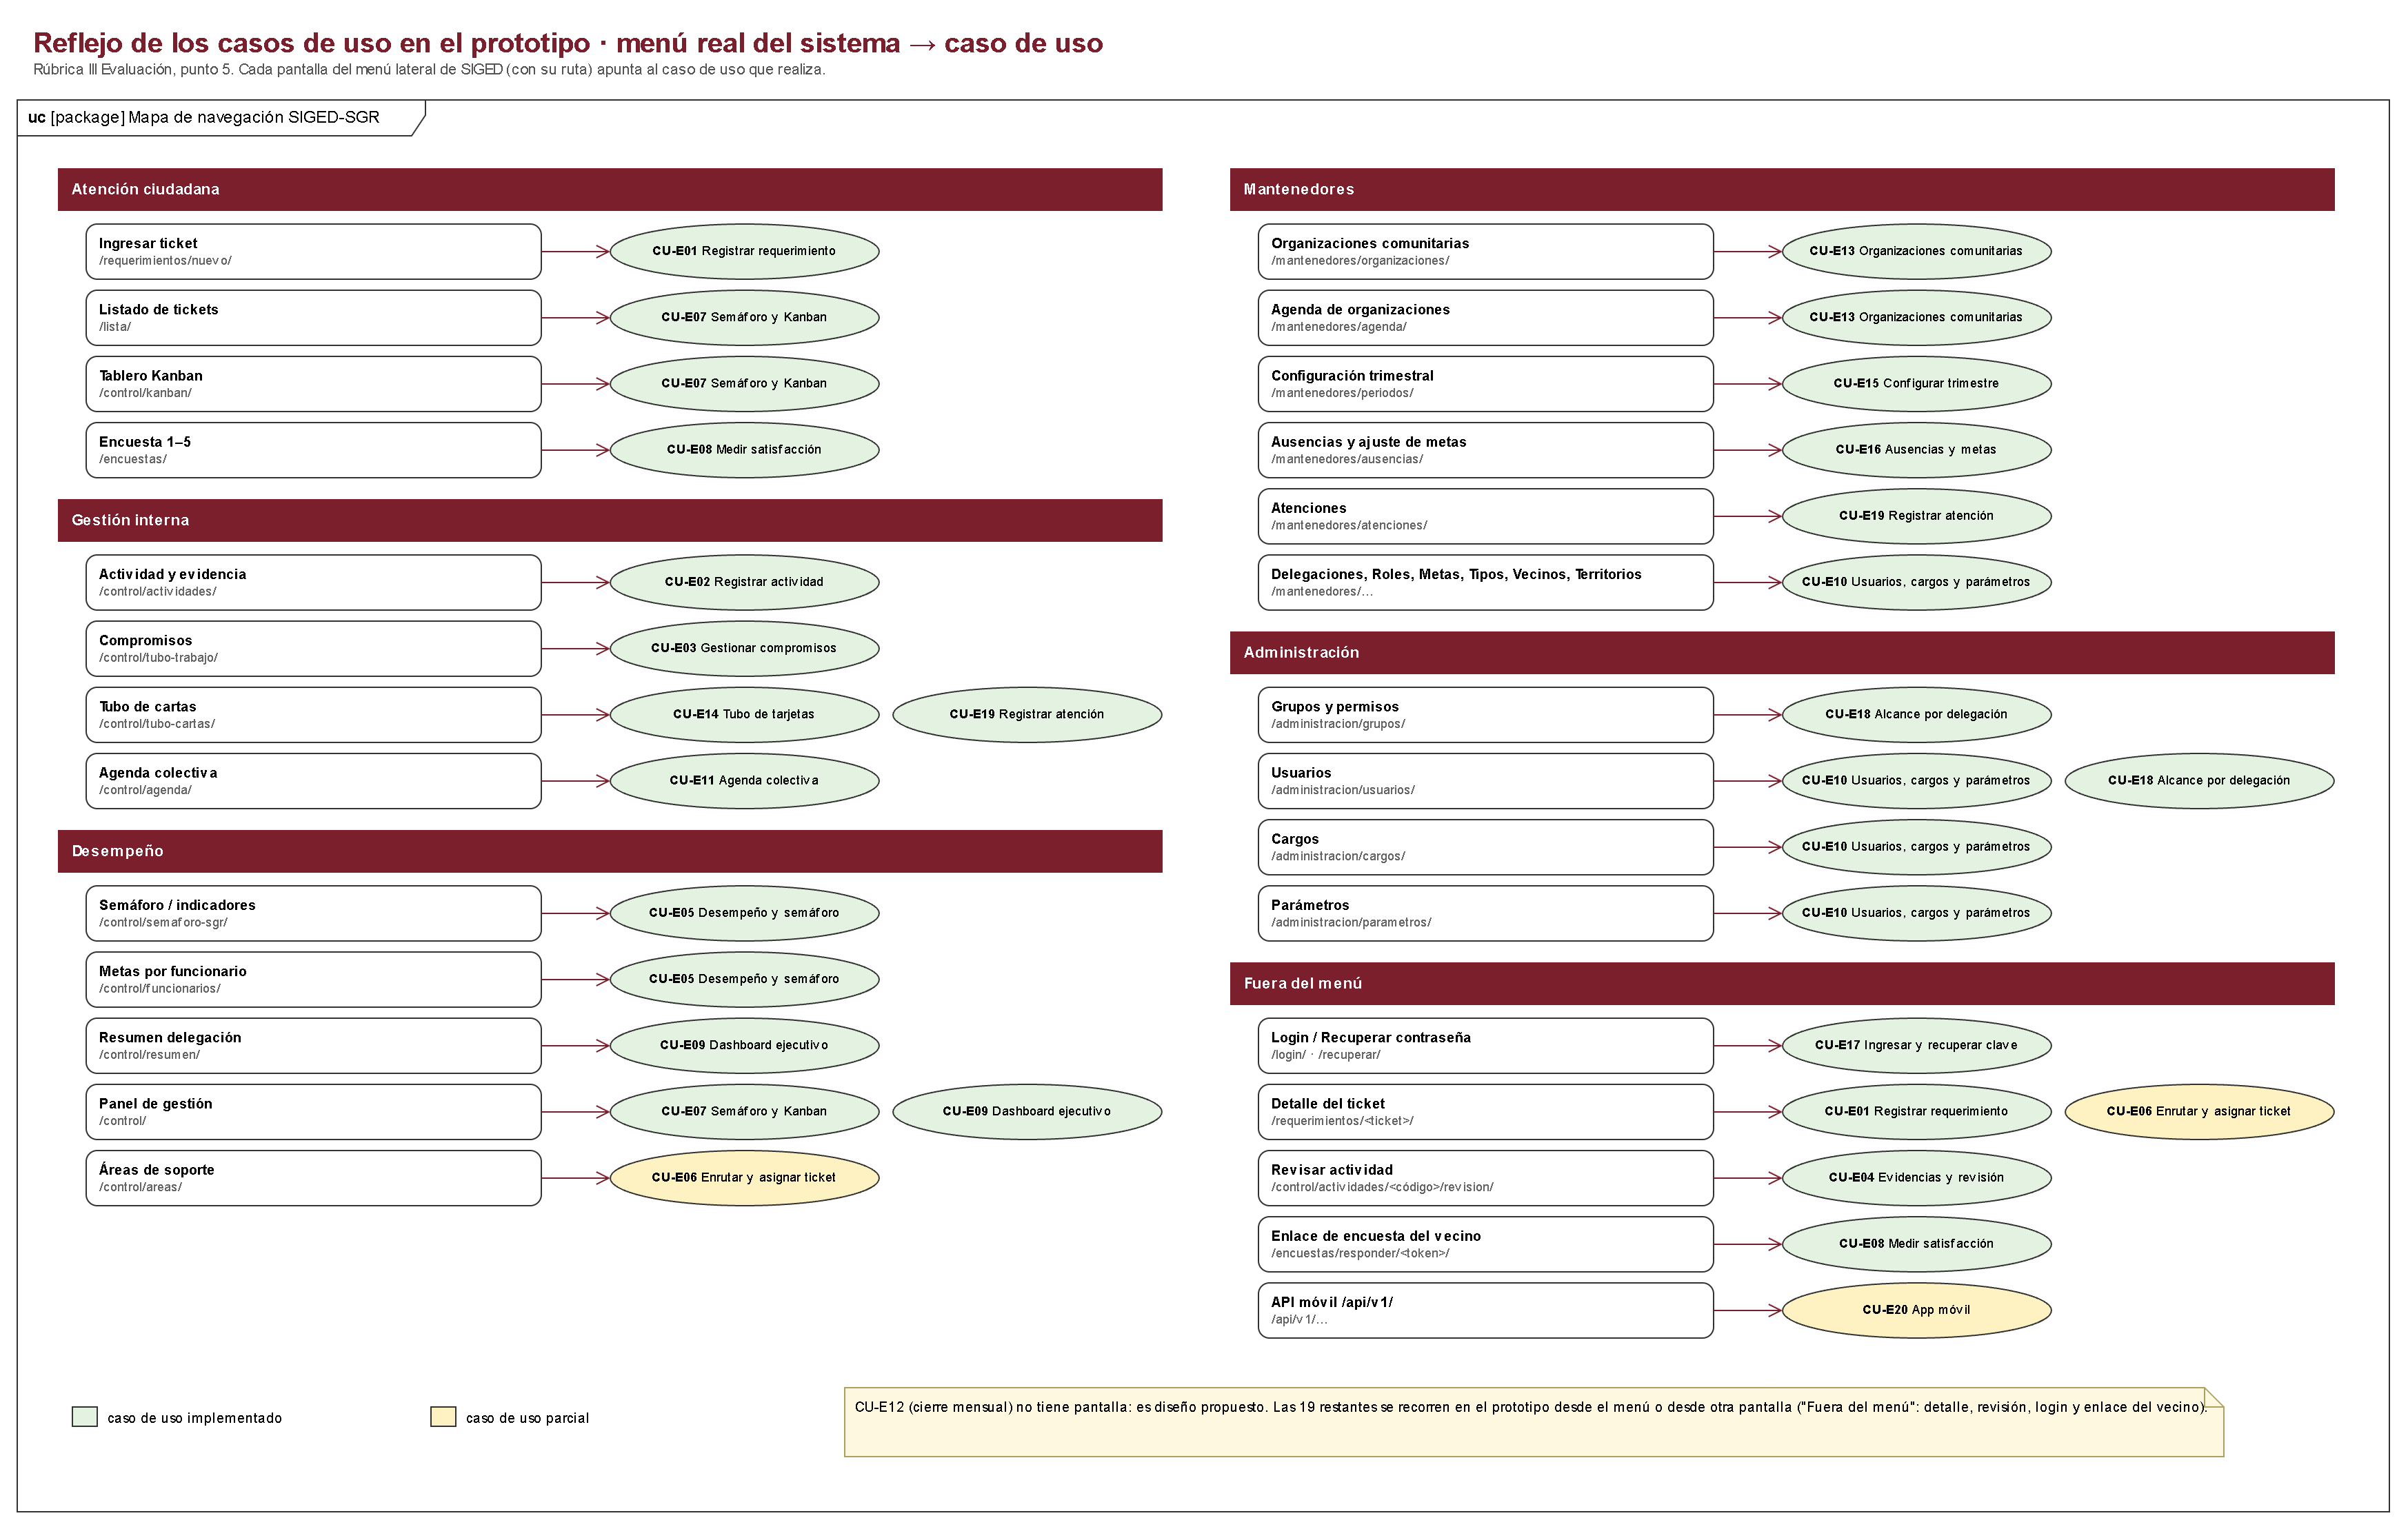 Reflejo de los casos de uso en el prototipo · menú real del sistema → caso de uso
Rúbrica III Evaluación, punto 5. Cada pantalla del menú lateral de SIGED (con su ruta) apunta al caso de uso que realiza.
uc [package] Mapa de navegación SIGED-SGR
Atención ciudadana
Ingresar ticket
/requerimientos/nuevo/
CU-E01 Registrar requerimiento
Listado de tickets
/lista/
CU-E07 Semáforo y Kanban
Tablero Kanban
/control/kanban/
CU-E07 Semáforo y Kanban
Encuesta 1–5
/encuestas/
CU-E08 Medir satisfacción
Gestión interna
Actividad y evidencia
/control/actividades/
CU-E02 Registrar actividad
Compromisos
/control/tubo-trabajo/
CU-E03 Gestionar compromisos
Tubo de cartas
/control/tubo-cartas/
CU-E14 Tubo de tarjetas
CU-E19 Registrar atención
Agenda colectiva
/control/agenda/
CU-E11 Agenda colectiva
Desempeño
Semáforo / indicadores
/control/semaforo-sgr/
CU-E05 Desempeño y semáforo
Metas por funcionario
/control/funcionarios/
CU-E05 Desempeño y semáforo
Resumen delegación
/control/resumen/
CU-E09 Dashboard ejecutivo
Panel de gestión
/control/
CU-E07 Semáforo y Kanban
CU-E09 Dashboard ejecutivo
Áreas de soporte
/control/areas/
CU-E06 Enrutar y asignar ticket
Mantenedores
Organizaciones comunitarias
/mantenedores/organizaciones/
CU-E13 Organizaciones comunitarias
Agenda de organizaciones
/mantenedores/agenda/
CU-E13 Organizaciones comunitarias
Configuración trimestral
/mantenedores/periodos/
CU-E15 Configurar trimestre
Ausencias y ajuste de metas
/mantenedores/ausencias/
CU-E16 Ausencias y metas
Atenciones
/mantenedores/atenciones/
CU-E19 Registrar atención
Delegaciones, Roles, Metas, Tipos, Vecinos, Territorios
/mantenedores/...
CU-E10 Usuarios, cargos y parámetros
Administración
Grupos y permisos
/administracion/grupos/
CU-E18 Alcance por delegación
Usuarios
/administracion/usuarios/
CU-E10 Usuarios, cargos y parámetros
CU-E18 Alcance por delegación
Cargos
/administracion/cargos/
CU-E10 Usuarios, cargos y parámetros
Parámetros
/administracion/parametros/
CU-E10 Usuarios, cargos y parámetros
Fuera del menú
Login / Recuperar contraseña
/login/ · /recuperar/
CU-E17 Ingresar y recuperar clave
Detalle del ticket
/requerimientos/<ticket>/
CU-E01 Registrar requerimiento
CU-E06 Enrutar y asignar ticket
Revisar actividad
/control/actividades/<código>/revision/
CU-E04 Evidencias y revisión
Enlace de encuesta del vecino
/encuestas/responder/<token>/
CU-E08 Medir satisfacción
API móvil /api/v1/
/api/v1/...
CU-E20 App móvil
caso de uso implementado
caso de uso parcial
CU-E12 (cierre mensual) no tiene pantalla: es diseño propuesto. Las 19 restantes se recorren en el prototipo desde el menú o desde otra pantalla ("Fuera del menú": detalle, revisión, login y enlace del vecino).